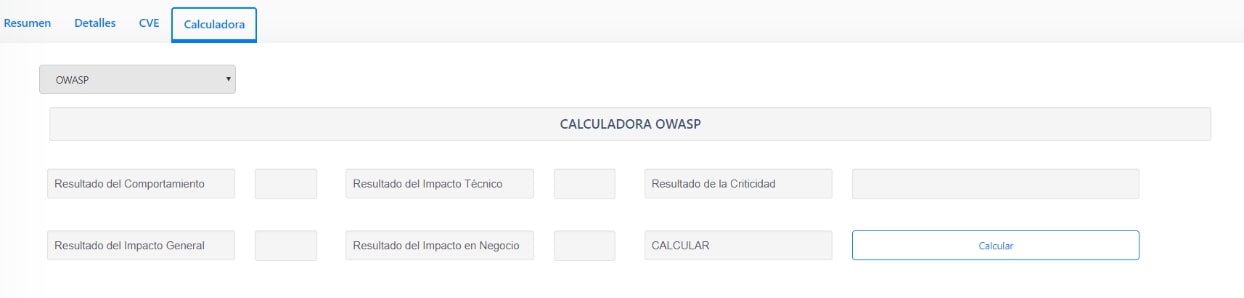 Resumen Detalles CVE Calculadora
OWASP
CALCULADORA OWASP
Resultado del Comportamiento Resultado del Impacto Técnico Resultado de la Criticidad
Resultado del Impacto General Resultado del Impacto en Negocio CALCULAR Calcular